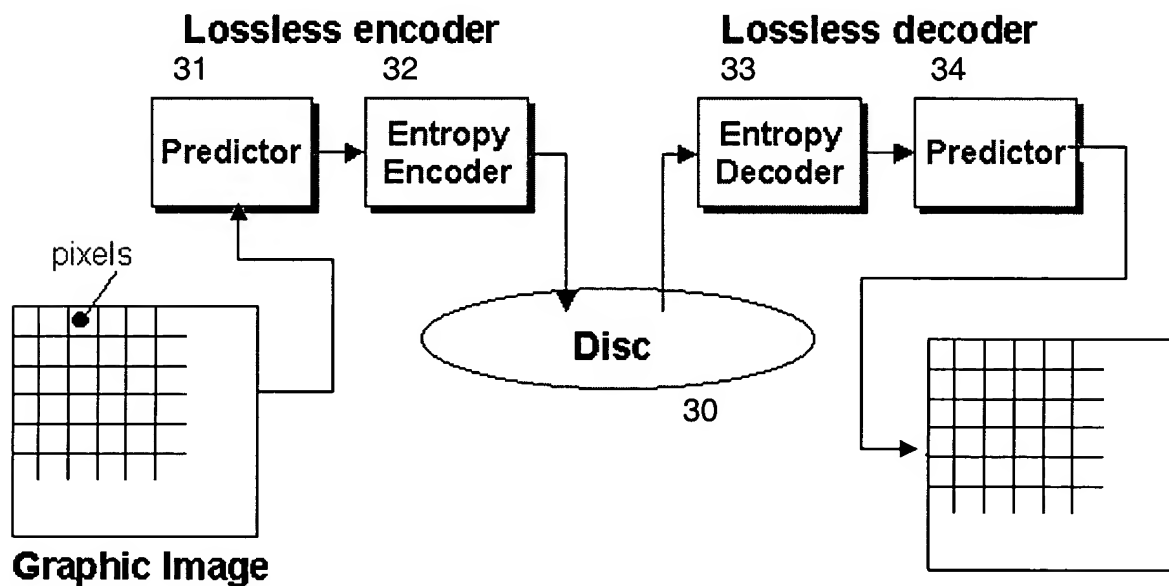 Lossless encoder
Lossless decoder
31
32
33
34
Predictor
Entropy
Encoder
Entropy
Decoder
Predictor
pixels
Disc
30
Graphic Image